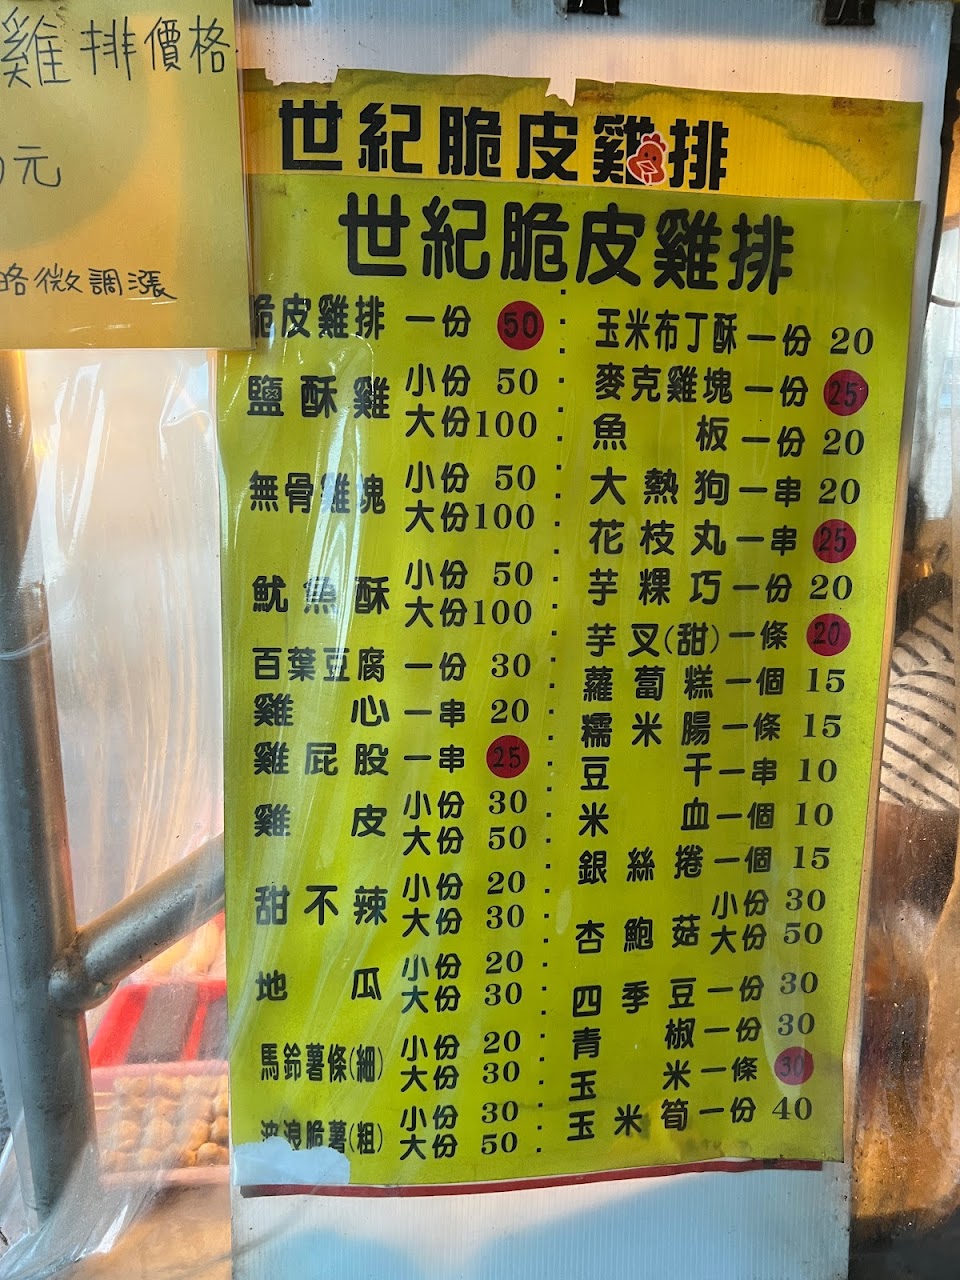 雞排價格
元
略微調漲
世紀脆皮雞排
世紀脆皮雞排
脆皮雞排 一份 50
鹽酥雞 小份 50
大份 100
無骨雞塊 小份 50
大份 100
魷魚酥 小份 50
大份 100
百葉豆腐 一份 30
雞心 一串 20
雞屁股 一串 25
雞皮 小份 30
大份 50
甜不辣 小份 20
大份 30
地瓜 小份 20
大份 30
馬鈴薯條(細) 小份 20
大份 30
波浪脆薯(粗) 小份 30
大份 50
玉米布丁酥 一份 20
麥克雞塊 一份 25
魚板 一份 20
大熱狗 一串 20
花枝丸 一串 25
芋粿巧 一份 20
芋叉(甜) 一條 20
蘿蔔糕 一個 15
糯米腸 一條 15
豆干 一串 10
米血 一個 10
銀絲捲 一個 15
杏鮑菇 小份 30
大份 50
四季豆 一份 30
青椒 一份 30
玉米 一條 30
玉米筍 一份 40